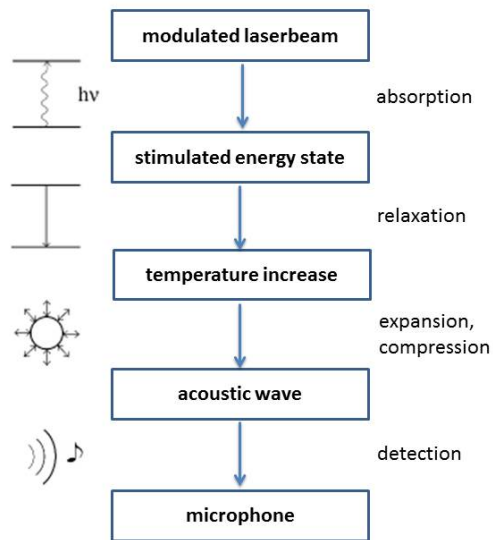 modulated laserbeam
hν
absorption
stimulated energy state
relaxation
temperature increase
expansion,
compression
acoustic wave
detection
microphone